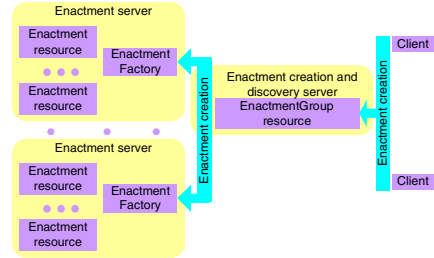 Enactment server
Enactment
resource
Enactment
Factory
Enactment
resource
Enactment creation
Enactment creation and
discovery server
EnactmentGroup
resource
Enactment creation
Client
Client
Enactment server
Enactment
resource
Enactment
Factory
Enactment
resource